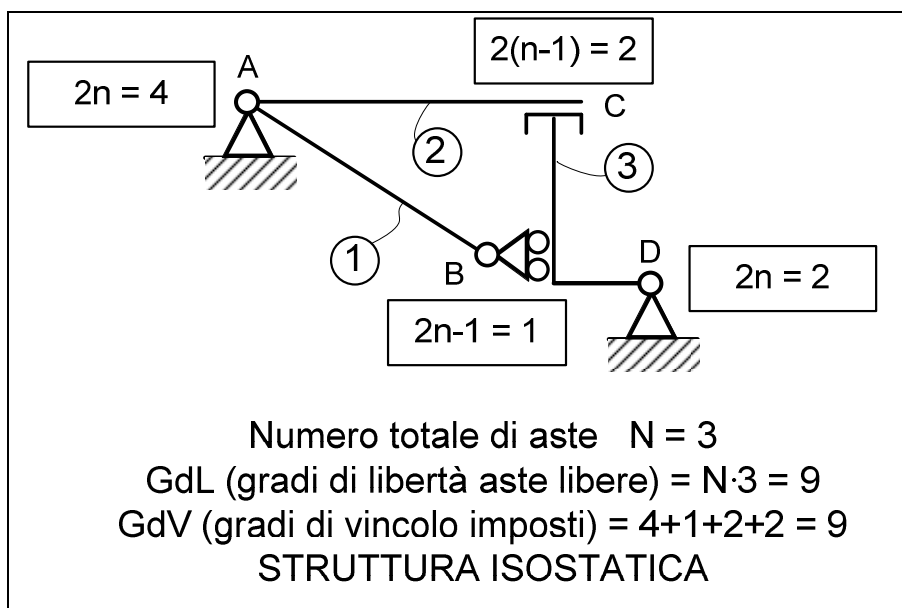 2(n-1) = 2
A
2n = 4
C
2
3
1
B
D
2n = 2
2n-1 = 1
Numero totale di aste N = 3
GdL (gradi di libertà aste libere) = N·3 = 9
GdV (gradi di vincolo imposti) = 4+1+2+2 = 9
STRUTTURA ISOSTATICA